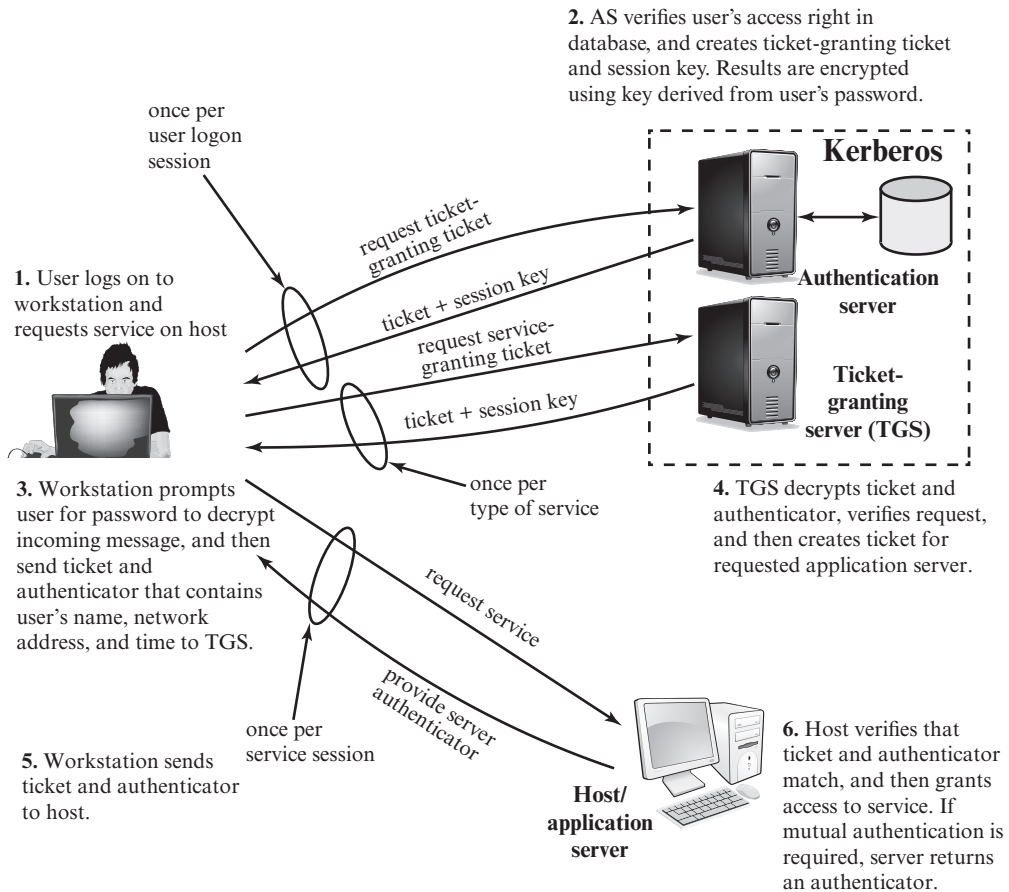 2. AS verifies user's access right in
database, and creates ticket-granting ticket
and session key. Results are encrypted
using key derived from user's password.
once per
user logon
session
Kerberos
request ticket-
granting ticket
1. User logs on to
workstation and
requests service on host
ticket + session key
Authentication
server
request service-
granting ticket
ticket + session key
Ticket-
granting
server (TGS)
once per
type of service
3. Workstation prompts
user for password to decrypt
incoming message, and then
send ticket and
authenticator that contains
user's name, network
address, and time to TGS.
4. TGS decrypts ticket and
authenticator, verifies request,
and then creates ticket for
requested application server.
request service
provide server
authenticator
once per
service session
5. Workstation sends
ticket and authenticator
to host.
Host/
application
server
6. Host verifies that
ticket and authenticator
match, and then grants
access to service. If
mutual authentication is
required, server returns
an authenticator.